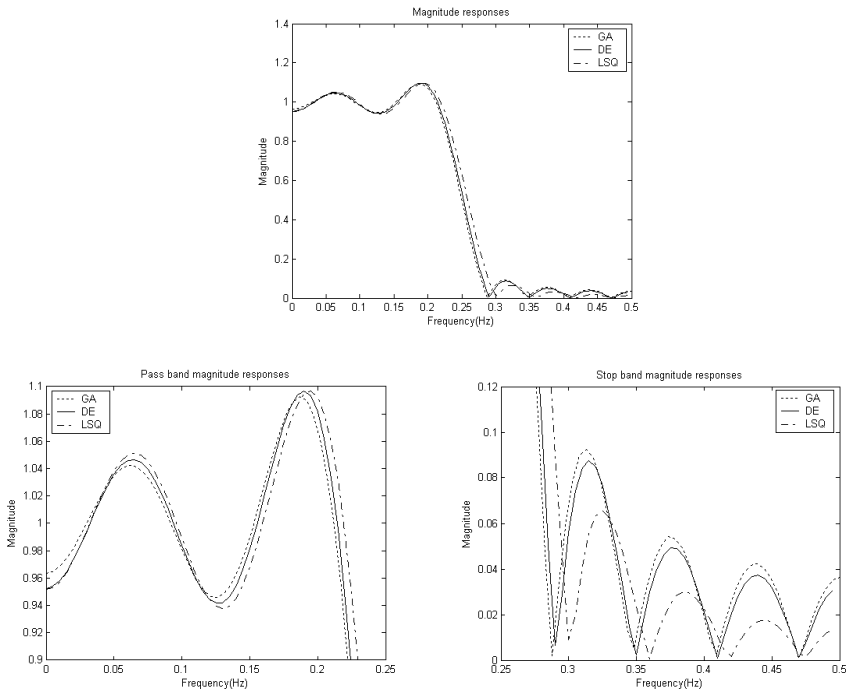 Magnitude responses
1.4
1.2
1
0.8
0.6
0.4
0.2
0
Magnitude
GA
DE
LSQ
0 0.05 0.1 0.15 0.2 0.25 0.3 0.35 0.4 0.45 0.5
Frequency(Hz)
Pass band magnitude responses
1.1
1.08
1.06
1.04
1.02
1
0.98
0.96
0.94
0.92
0.9
Magnitude
GA
DE
LSQ
0 0.05 0.1 0.15 0.2 0.25
Frequency(Hz)
Stop band magnitude responses
0.12
0.1
0.08
0.06
0.04
0.02
0
Magnitude
GA
DE
LSQ
0.25 0.3 0.35 0.4 0.45 0.5
Frequency(Hz)